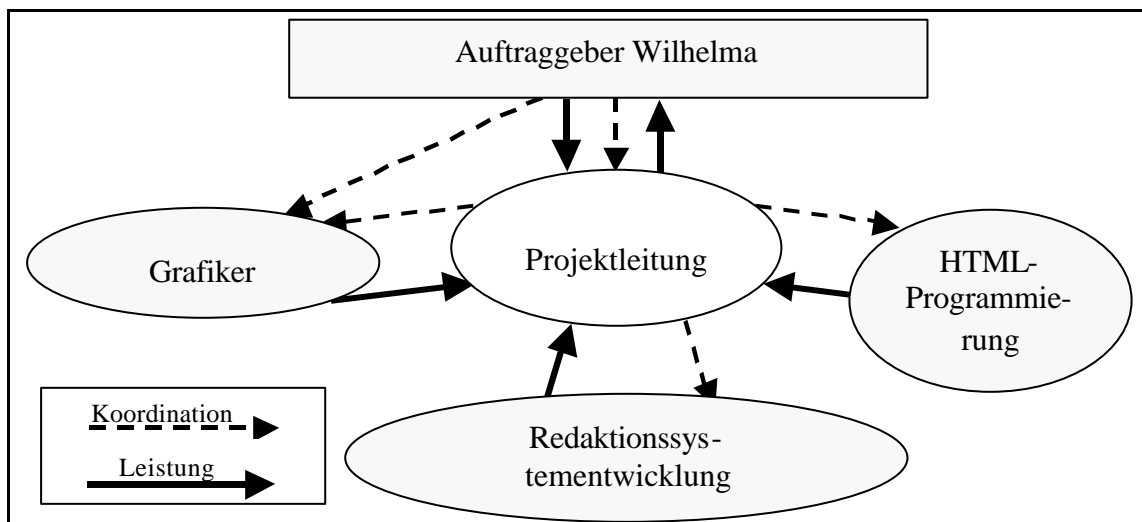 Auftraggeber Wilhelma
Grafiker
Projektleitung
HTML-
Programmie-
rung
Koordination
Leistung
Redaktionssys-
tementwicklung